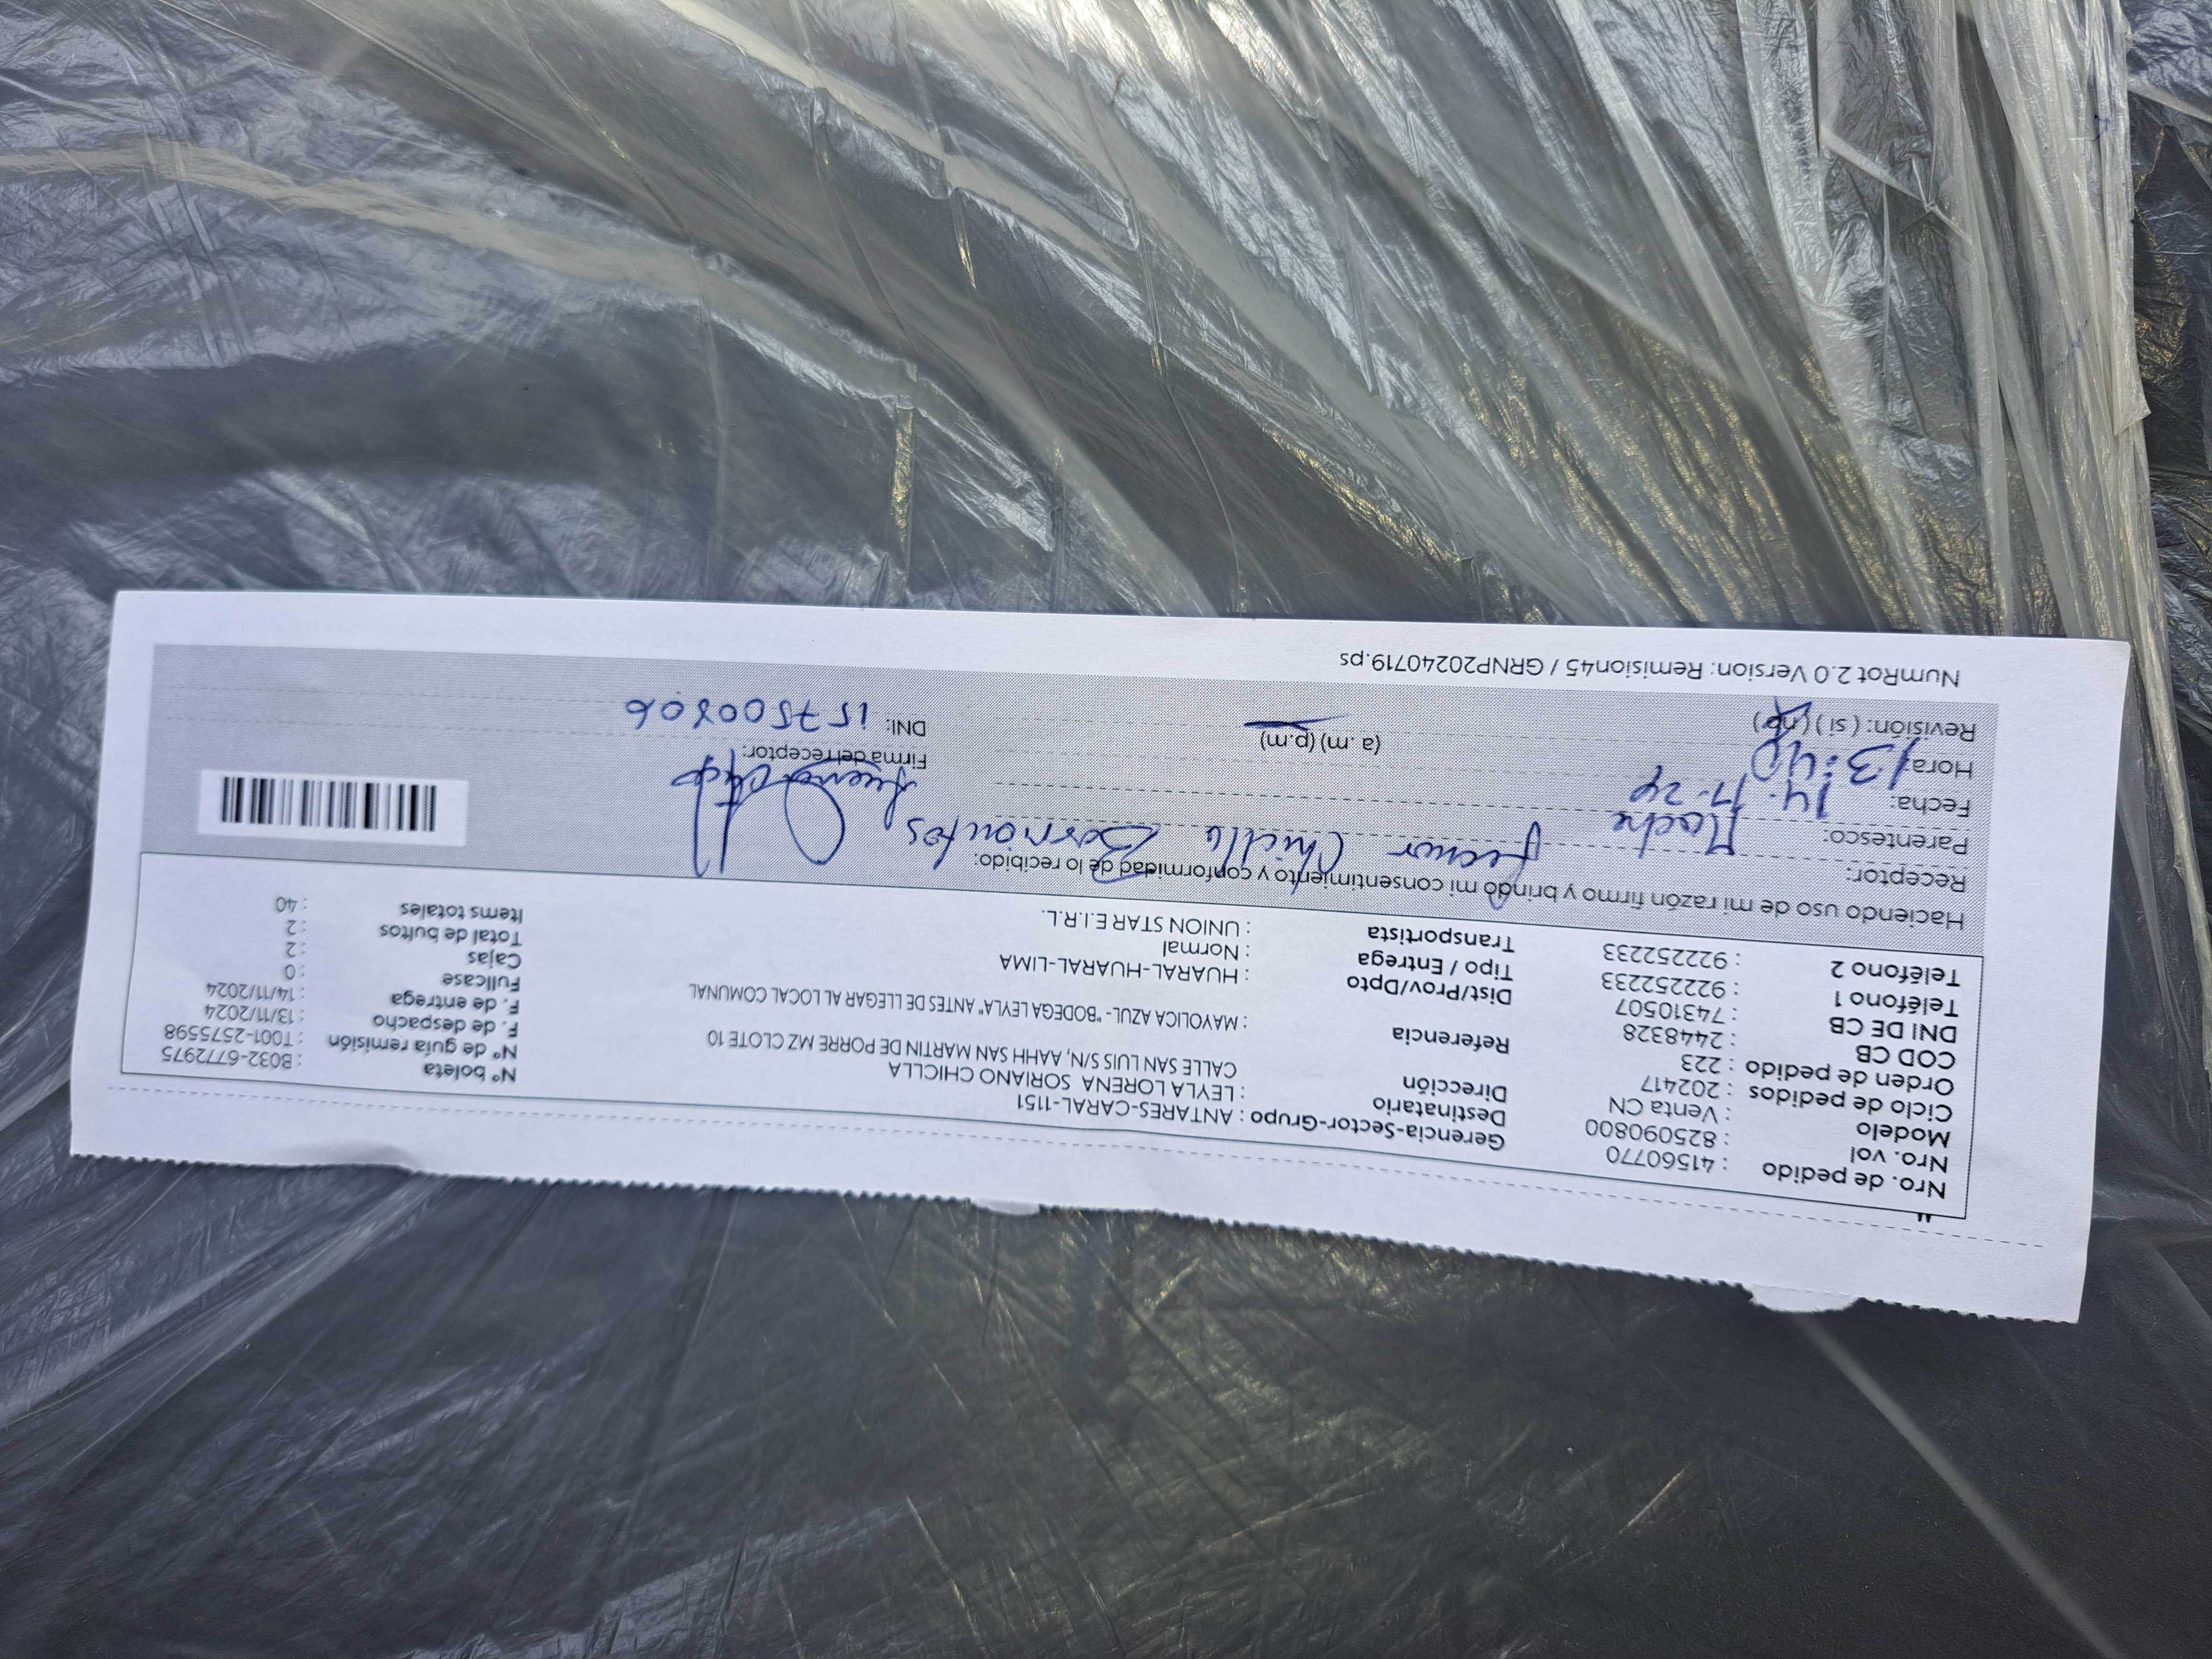 Nro. de pedido : 41560770
Nro. vol : 825090800
Modelo : Venta CN
Ciclo de pedidos : 202417
Orden de pedido : 223
COD CB : 2448328
DNI DE CB : 74310507
Teléfono 1 : 922252233
Teléfono 2 : 922252233
Gerencia-Sector-Grupo : ANTARES-CARAL-1151
Destinatario : LEYLA LORENA SORIANO CHICLLA
Dirección CALLE SAN LUIS S/N, AAHH SAN MARTIN DE PORRE MZ CLOTE 10
Referencia : MAYOLICA AZUL- "BODEGA LEYLA" ANTES DE LLEGAR AL LOCAL COMUNAL
Dist/Prov/Dpto : HUARAL-HUARAL-LIMA
Tipo / Entrega : Normal
Transportista : UNION STAR E.I.R.L.
N° boleta : B032-6772975
N° de guía remisión : T001-2575598
F. de despacho : 13/11/2024
F. de entrega : 14/11/2024
Fullcase : 0
Cajas : 2
Total de bultos : 2
Items totales : 40
Haciendo uso de mi razón firmo y brindo mi consentimiento y conformidad de lo recibido:
Receptor: Chiclla Barrientos
Parentesco: Madre
Fecha: 14. 11. 24
Hora: 13:40 (a.m) (p.m)
Revisión: ( si ) ( no )
Firma del receptor:
DNI:
NumRot 2.0 Version: Remision45 / GRNP20240719.ps